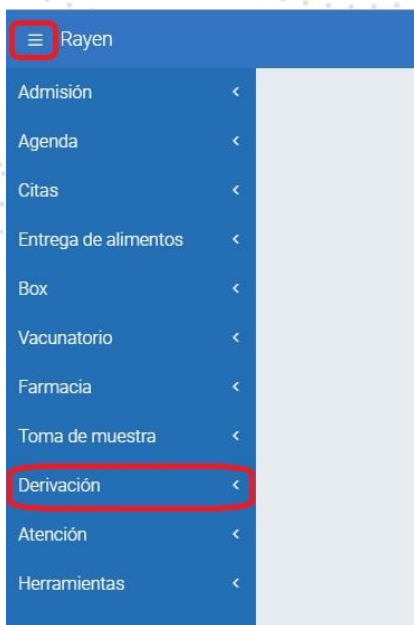 Rayen
Admisión
Agenda
Citas
Entrega de alimentos
Box
Vacunatorio
Farmacia
Toma de muestra
Derivación
Atención
Herramientas